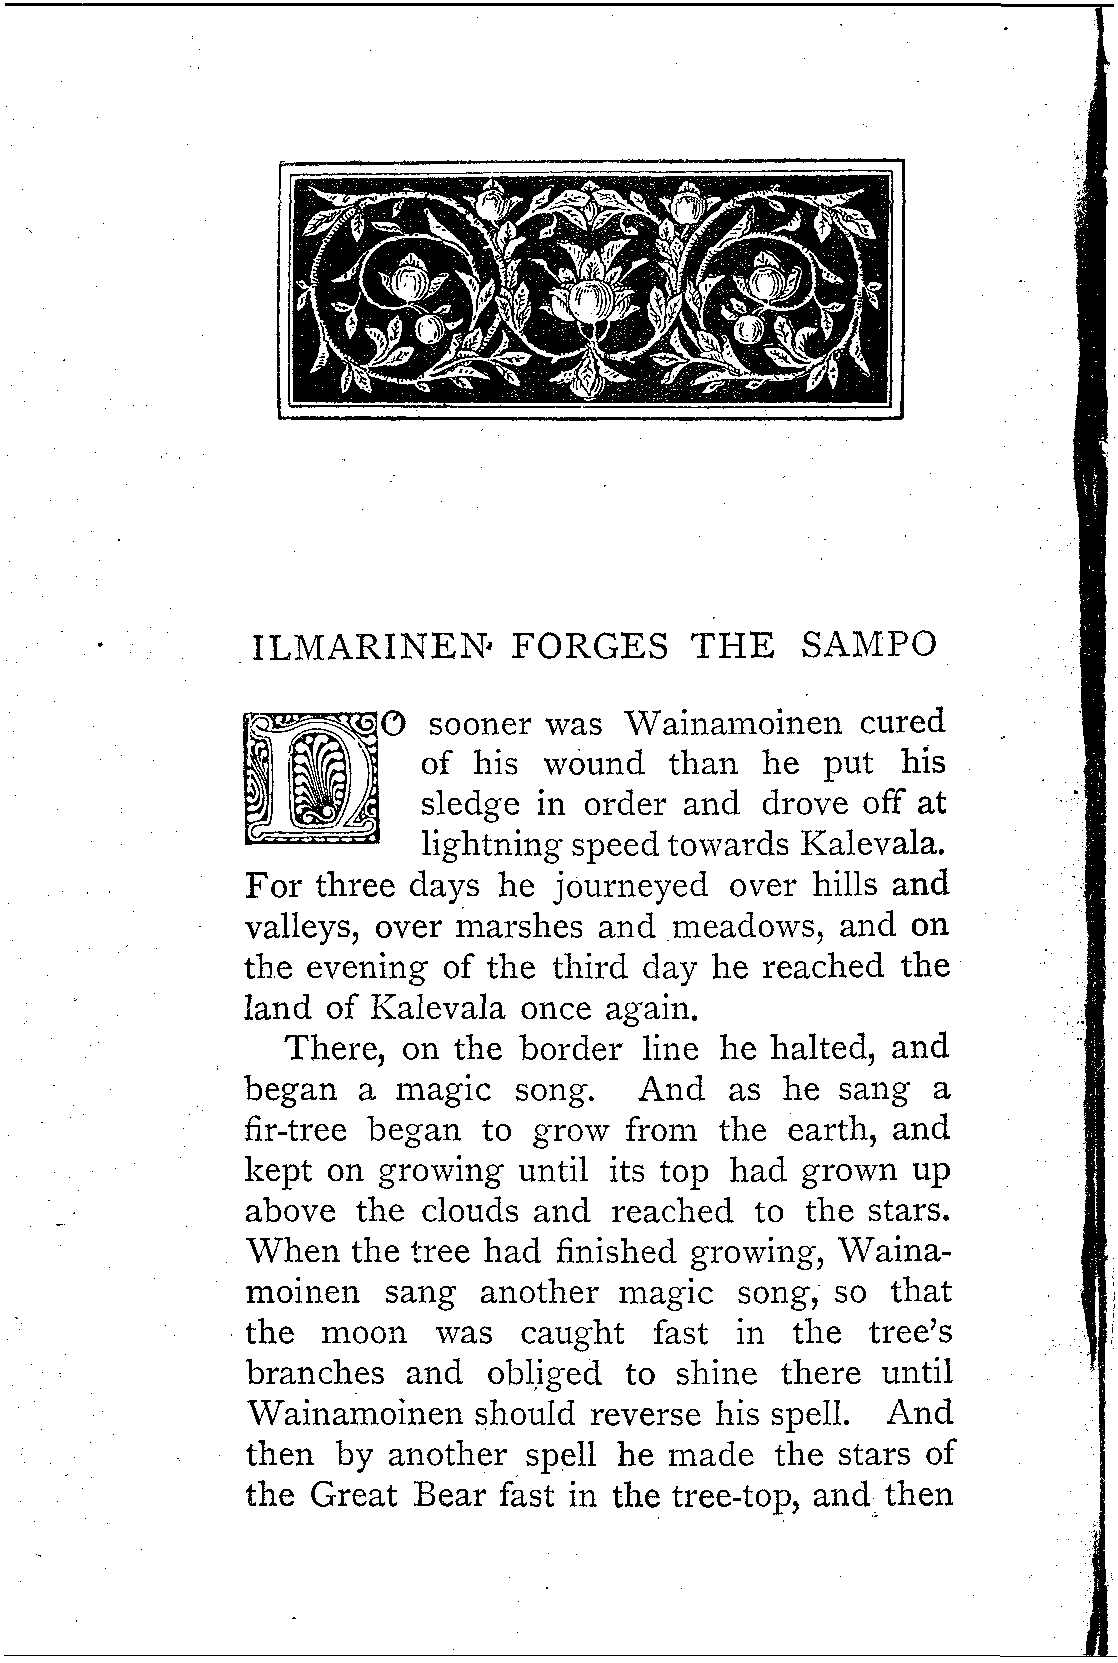 ILMARINEN FORGES THE SAMPO
NO sooner was Wainamoinen cured
of his wound than he put his
sledge in order and drove off at
lightning speed towards Kalevala.
For three days he journeyed over hills and
valleys, over marshes and meadows, and on
the evening of the third day he reached the
land of Kalevala once again.
There, on the border line he halted, and
began a magic song. And as he sang a
fir-tree began to grow from the earth, and
kept on growing until its top had grown up
above the clouds and reached to the stars.
When the tree had finished growing, Waina-
moinen sang another magic song, so that
the moon was caught fast in the tree's
branches and obliged to shine there until
Wainamoinen should reverse his spell. And
then by another spell he made the stars of
the Great Bear fast in the tree-top, and then